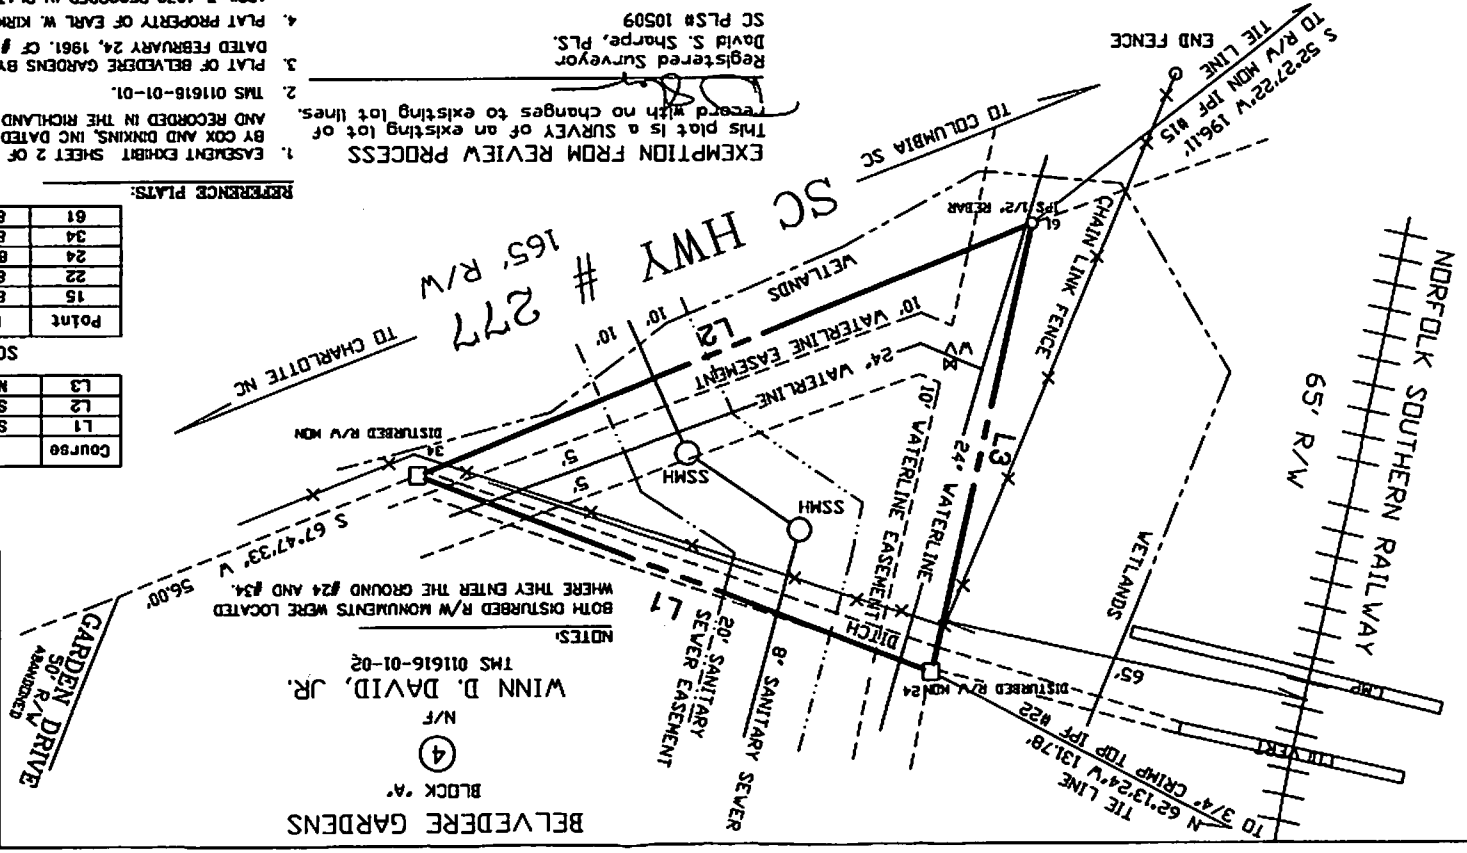 BELVEDERE GARDENS
BLOCK "A"
4
N/F
WINN D. DAVID, JR.
TMS 011616-01-02
NOTES:
BOTH DISTURBED R/W MONUMENTS WERE LOCATED
WHERE THEY ENTER THE GROUND #24 AND #34.
GARDEN DRIVE
50' R/W
ABANDONED
S 67°47'33" W 56.00'
TO 3/4" CRIMP TOP IPF #22
N 62°13'24"W 131.78'
TIE LINE
CULVERT
CMP
65'
NORFOLK SOUTHERN RAILWAY
65' R/W
8" SANITARY SEWER
20' SANITARY
SEWER EASEMENT
DISTURBED R/W MON 24
DITCH
L1
WETLANDS
10' WATERLINE EASEMENT
24" WATERLINE
L3
CHAIN LINK FENCE
SSMH
SSMH
5'
5'
34
DISTURBED R/W MON
24" WATERLINE
WV
10' WATERLINE EASEMENT
L2
10'
10'
WETLANDS
61
IPS 1/2" REBAR
TO CHARLOTTE NC
SC HWY # 277
165' R/W
TO COLUMBIA SC
END FENCE
S 52°27'22"W 196.11'
TO R/W MON IPF #15
TIE LINE
Course
L1 S
L2 S
L3 N
Point
15
22
24
34
61
REFERENCE PLATS:
1. EASEMENT EXHIBIT SHEET 2 OF
BY COX AND DINKINS, INC DATED
AND RECORDED IN THE RICHLAND
2. TMS 011616-01-01.
3. PLAT OF BELVEDERE GARDENS BY
DATED FEBRUARY 24, 1961. CF #
4. PLAT PROPERTY OF EARL W. KIRK
EXEMPTION FROM REVIEW PROCESS
This plat is a SURVEY of an existing lot of
record with no changes to existing lot lines.
Registered Surveyor
David S. Sharpe, PLS.
SC PLS# 10509